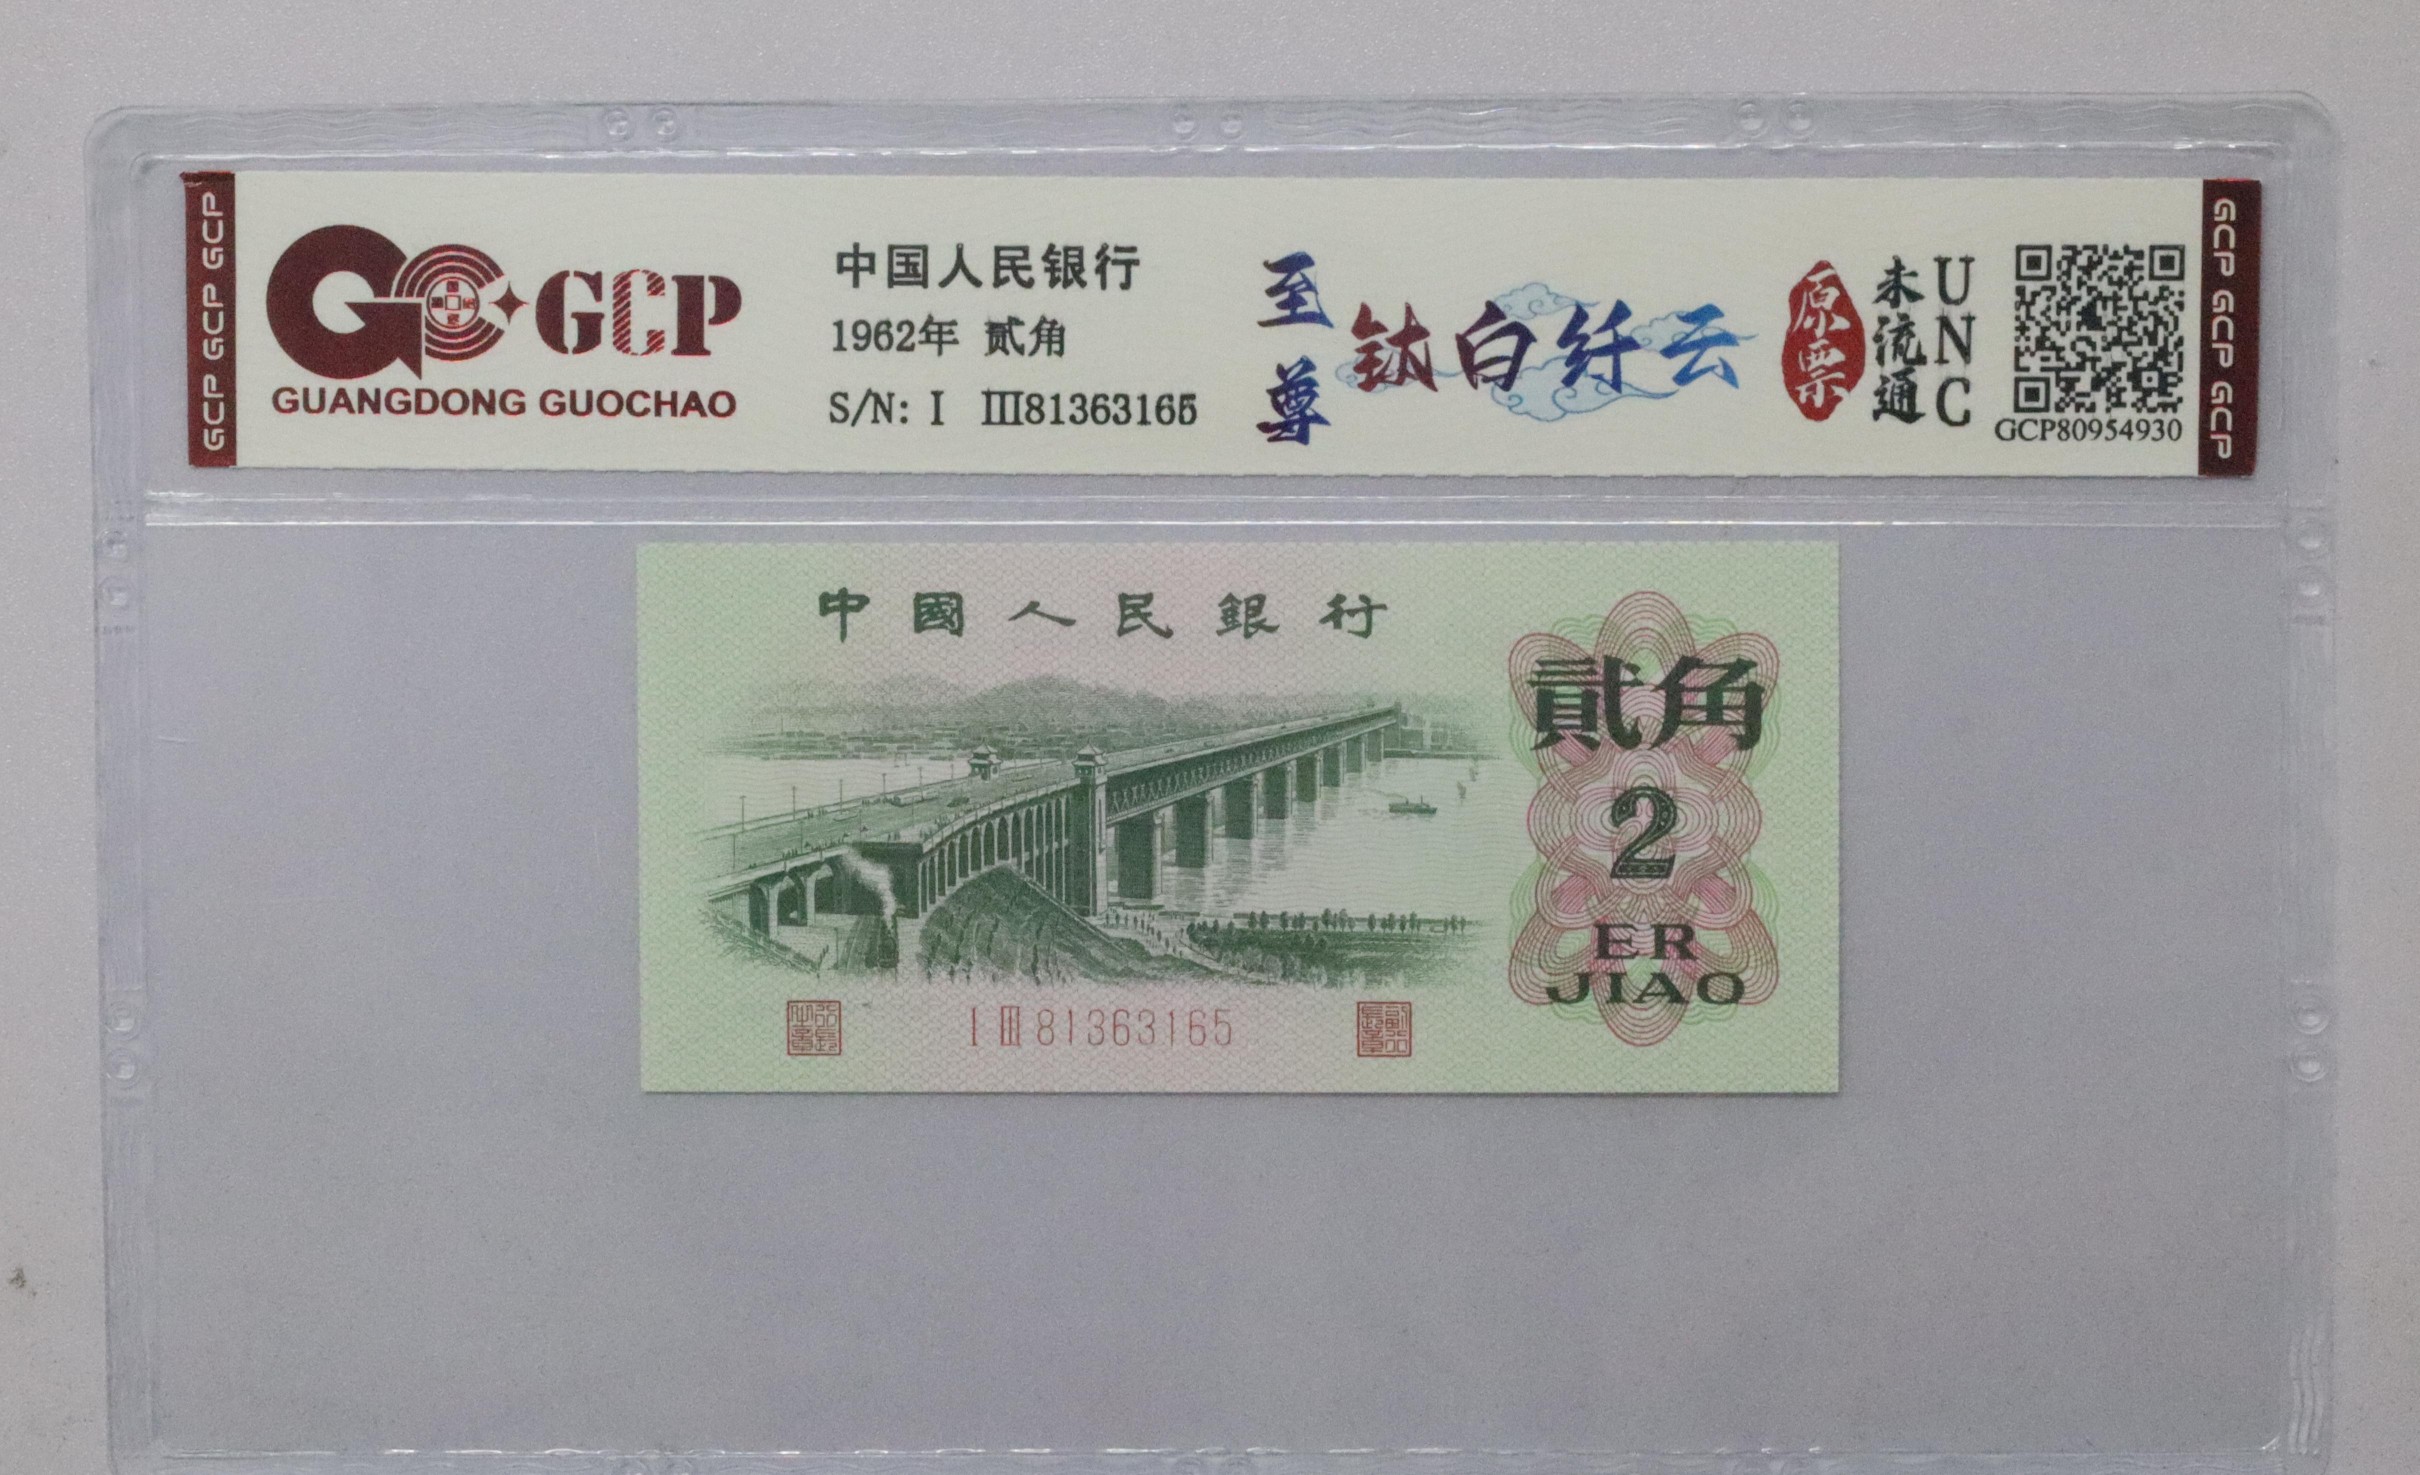 GCP GCP GCP
GCP
GUANGDONG GUOCHAO
中国人民银行
1962年 贰角
S/N: I III81363165
至尊
钛白纤云
原票
未流通
UNC
GCP80954930
GCP GCP GCP
中國人民銀行
貳角
2
ER
JIAO
I III 81363165